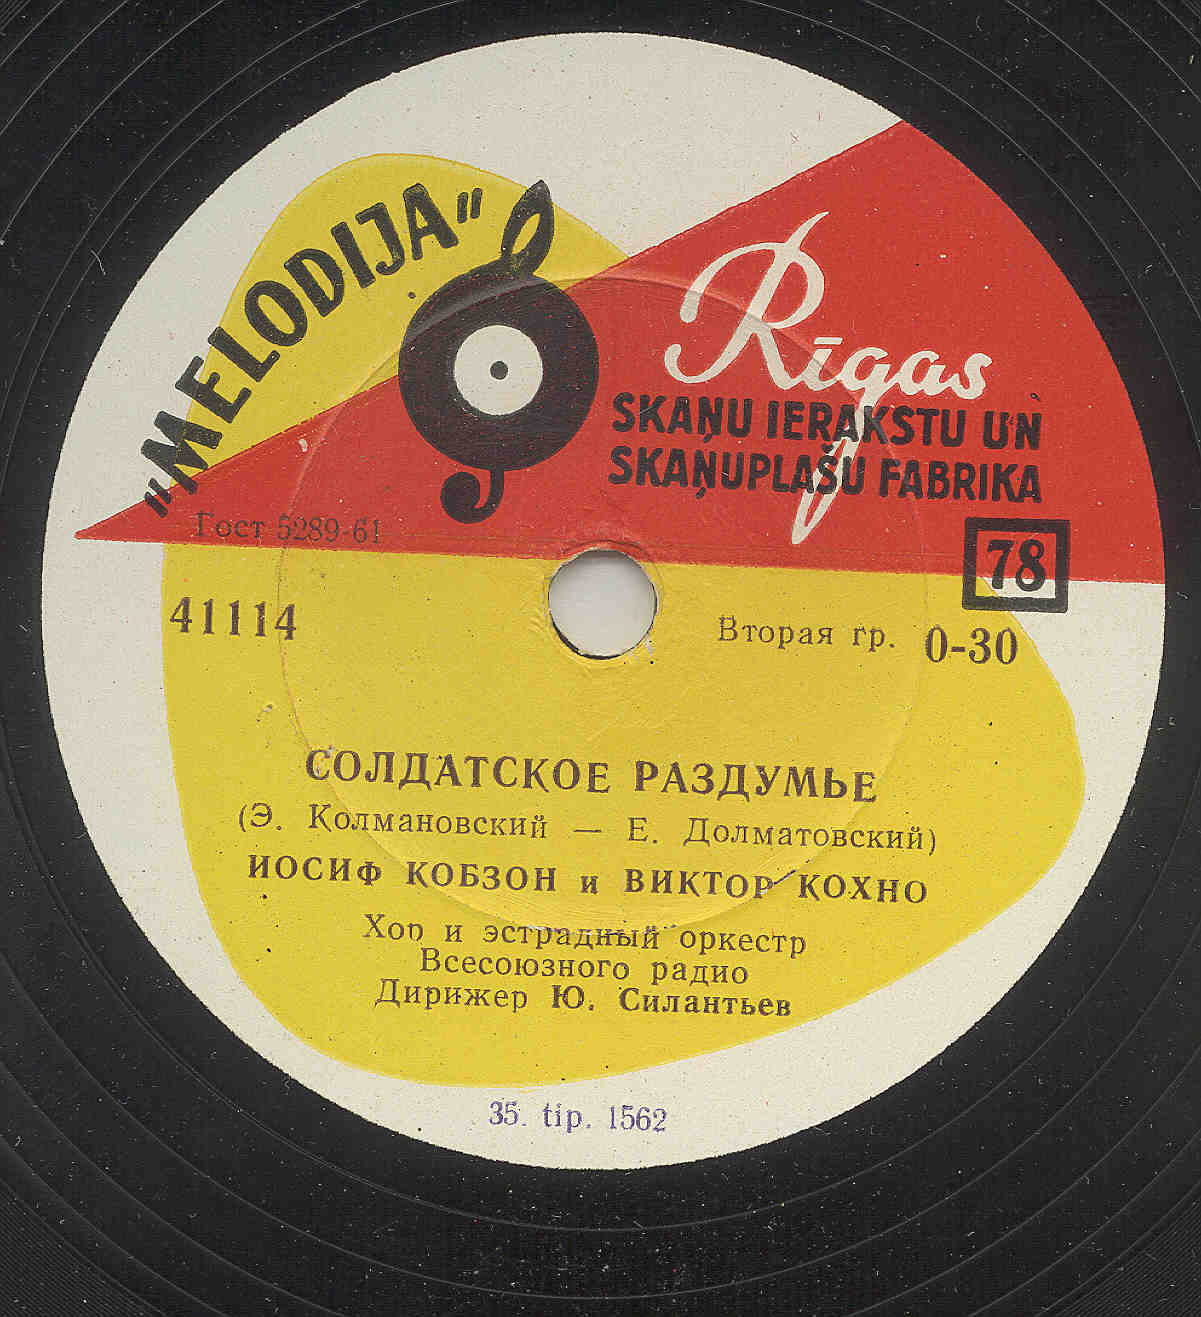 "MELODIJA"
Rīgas
SKAŅU IERAKSTU UN
SKAŅUPLAŠU FABRIKA
Гост 5289-61
78
41114
Вторая гр. 0-30
СОЛДАТСКОЕ РАЗДУМЬЕ
(Э. Колмановский — Е. Долматовский)
ИОСИФ КОБЗОН и ВИКТОР КОХНО
Хор и эстрадный оркестр
Всесоюзного радио
Дирижер Ю. Силантьев
35. tip. 1562